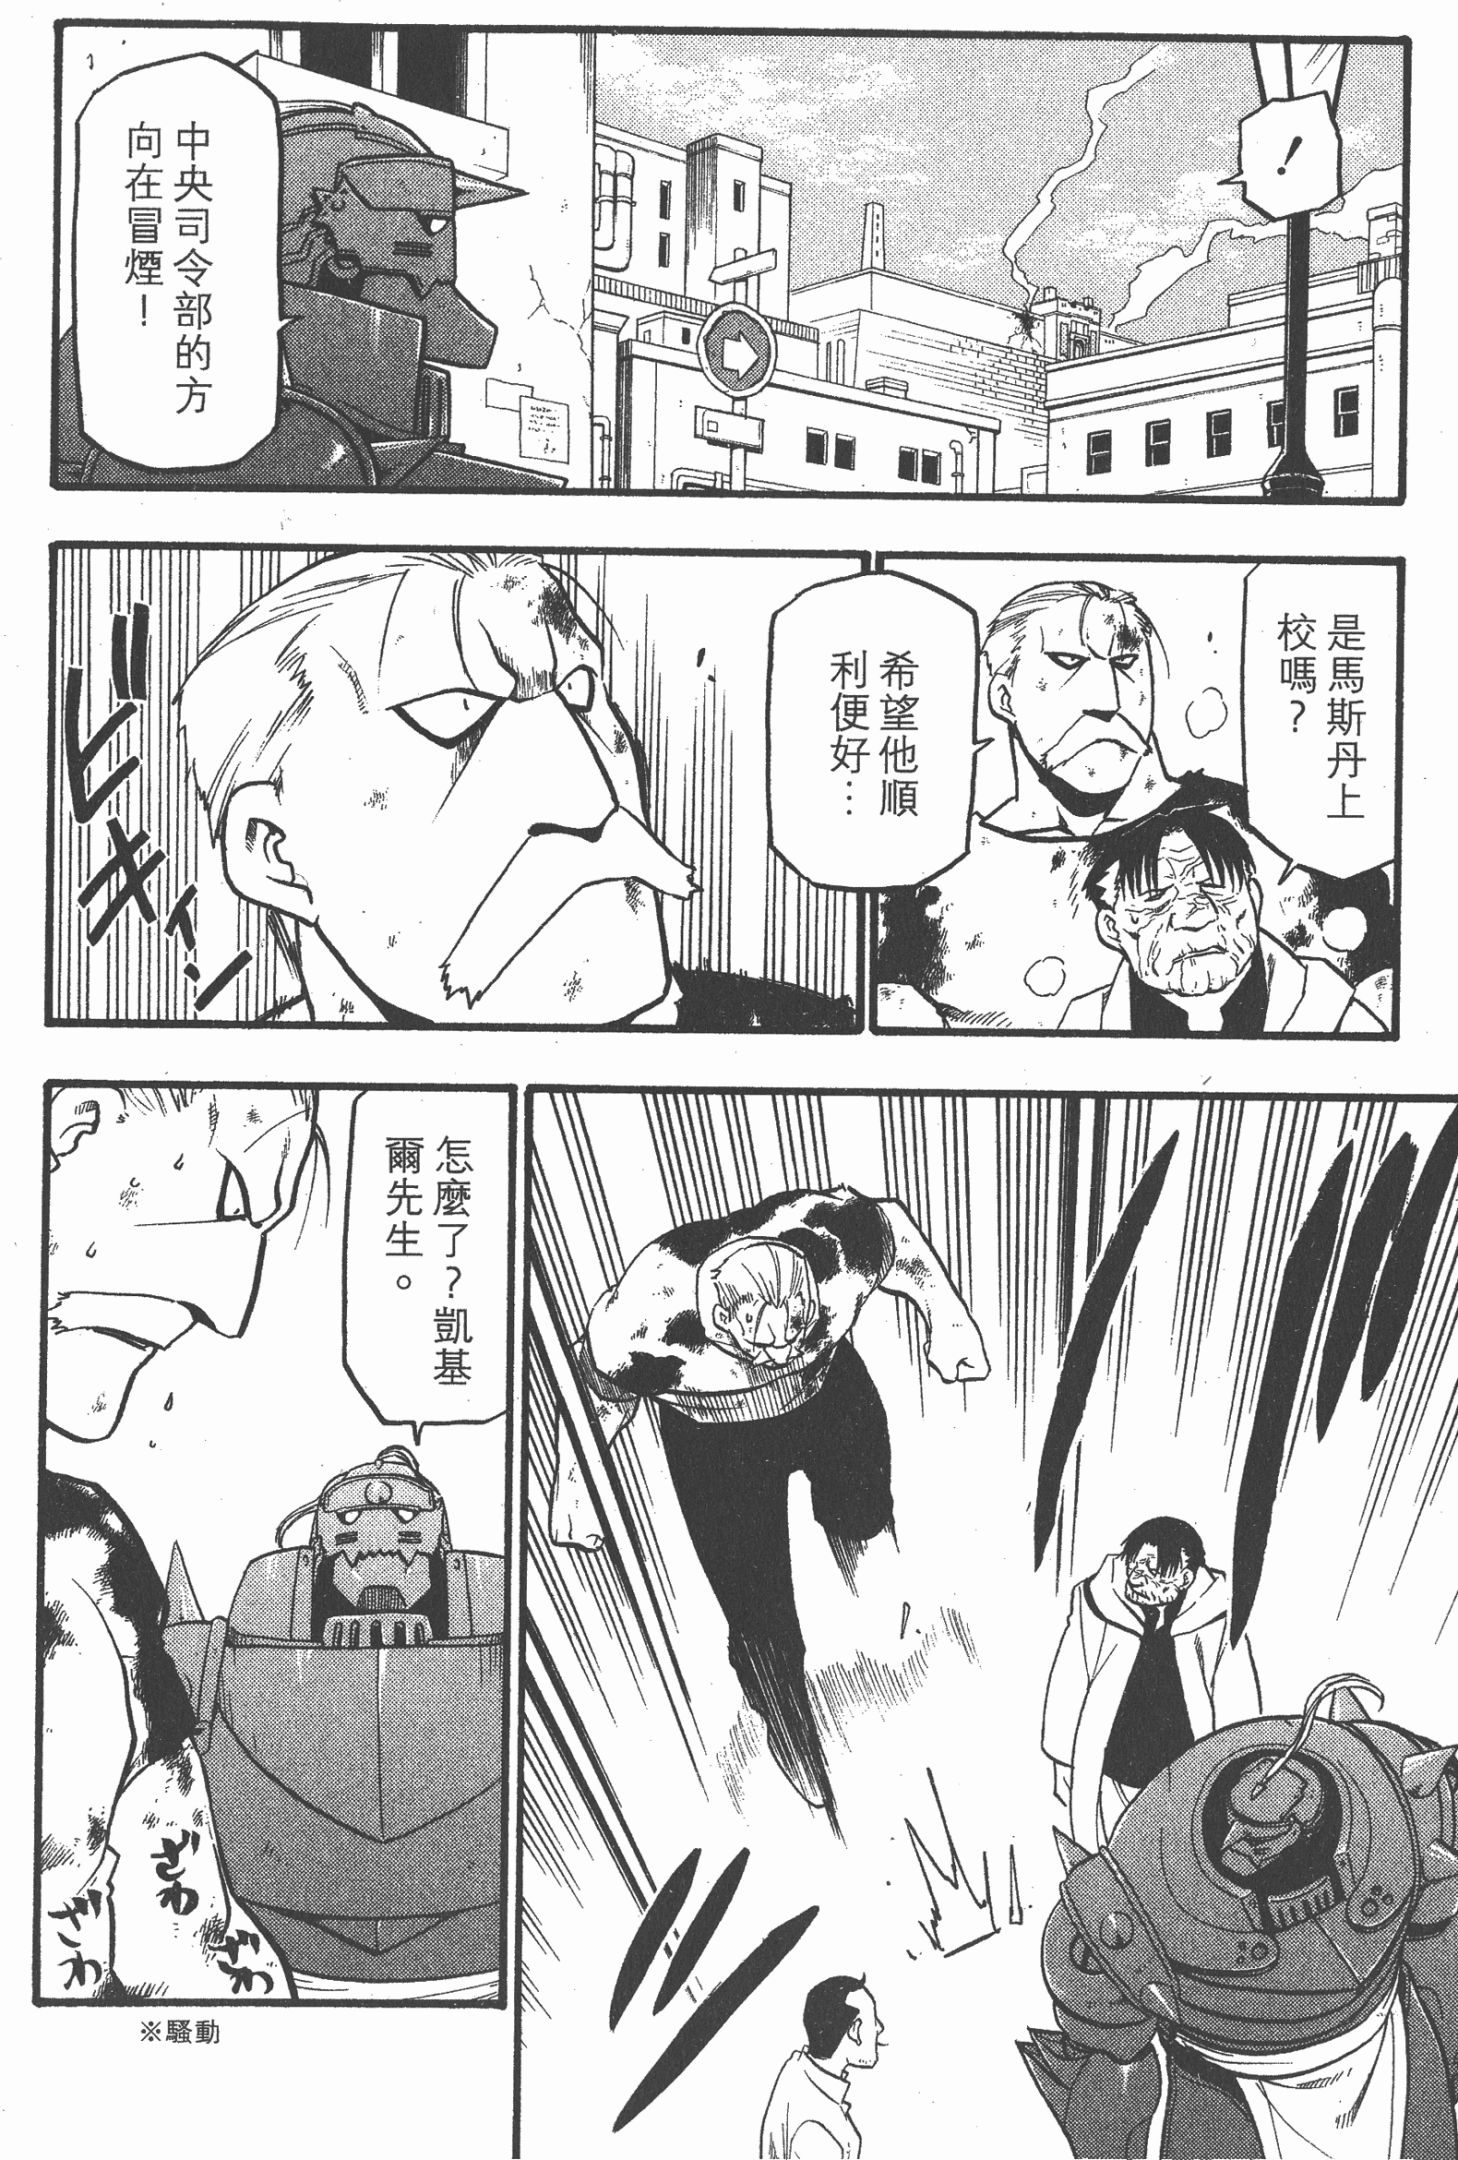 !
中央司令部的方
向在冒煙!
是馬斯丹上
校嗎?
希望他順
利便好…
ビキィン
怎麼了?凱基
爾先生。
ざわ
ざわ
ざわ
※騷動